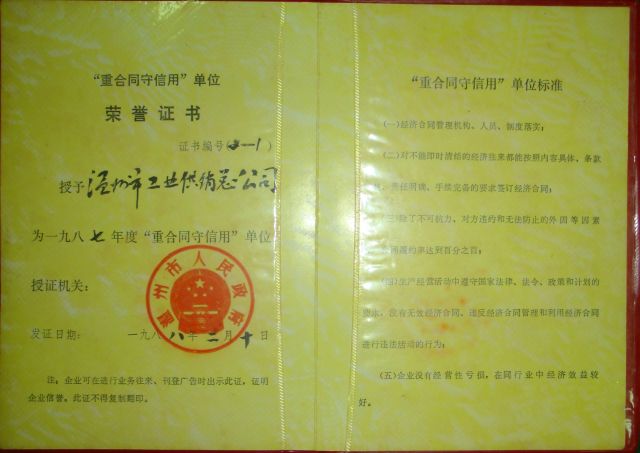 “重合同守信用”单位
荣誉证书
证书编号( -1)
授予温州市工业供销总公司
为一九八七年度“重合同守信用”单位
授证机关：
温州市人民政府
发证日期： 一九八八年二月十日
注：企业可在进行业务往来、刊登广告时出示此证，证明
企业信誉。此证不得复制翻印。
“重合同守信用”单位标准
(一)经济合同管理机构、人员、制度落实；
(二)对不能即时清结的经济往来都能按照内容具体、条款
责任明确、手续完备的要求签订经济合同；
(三)除了不可抗力、对方违约和无法防止的外因等因素
履约率达到百分之百；
(四)生产经营活动中遵守国家法律、法令、政策和计划的
要求，没有无效经济合同、违反经济合同管理和利用经济合同
进行违法活动的行为；
(五)企业没有经营性亏损，在同行业中经济效益较
好。